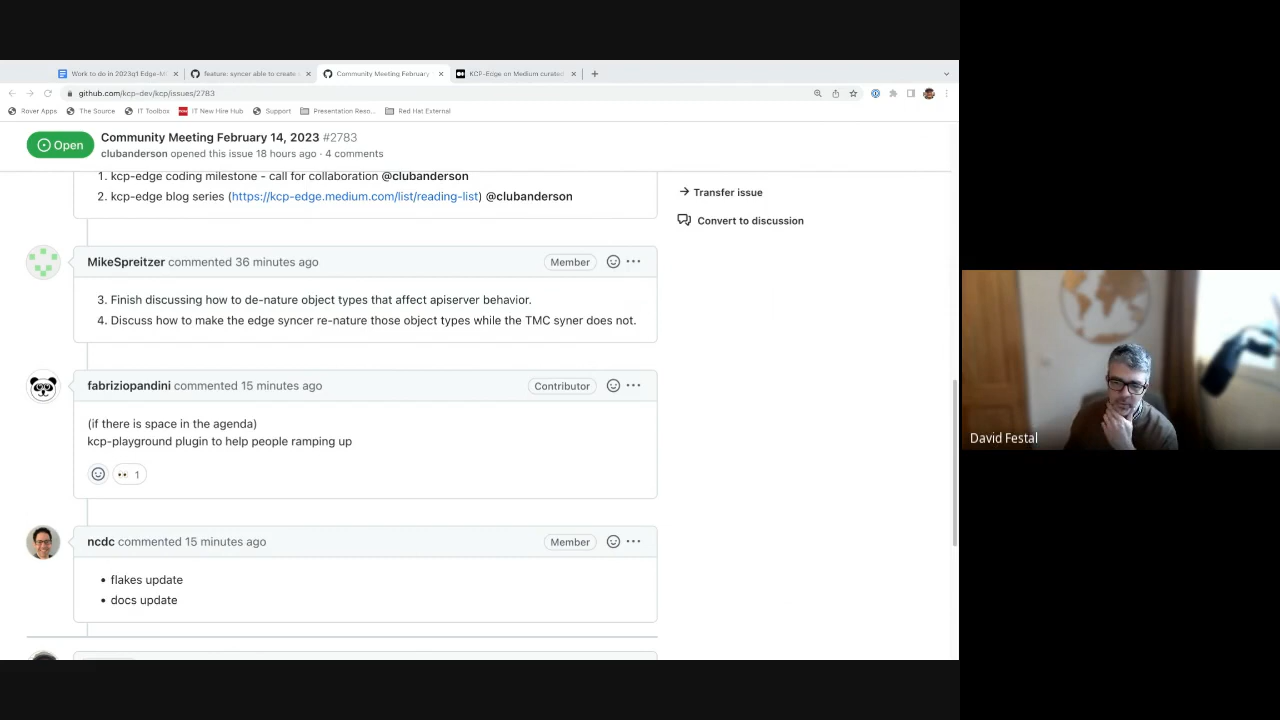 Work to do in 2023q1 Edge-M
feature: syncer able to create
Community Meeting February
KCP-Edge on Medium curated
github.com/kcp-dev/kcp/issues/2783
Rover Apps
The Source
IT Toolbox
IT New Hire Hub
Support
Presentation Reso...
Red Hat External
Open
Community Meeting February 14, 2023 #2783
clubanderson opened this issue 18 hours ago · 4 comments
1. kcp-edge coding milestone - call for collaboration @clubanderson
2. kcp-edge blog series (https://kcp-edge.medium.com/list/reading-list) @clubanderson
Transfer issue
Convert to discussion
MikeSpreitzer commented 36 minutes ago
Member
3. Finish discussing how to de-nature object types that affect apiserver behavior.
4. Discuss how to make the edge syncer re-nature those object types while the TMC syner does not.
fabriziopandini commented 15 minutes ago
Contributor
(if there is space in the agenda)
kcp-playground plugin to help people ramping up
1
ncdc commented 15 minutes ago
Member
• flakes update
• docs update
David Festal